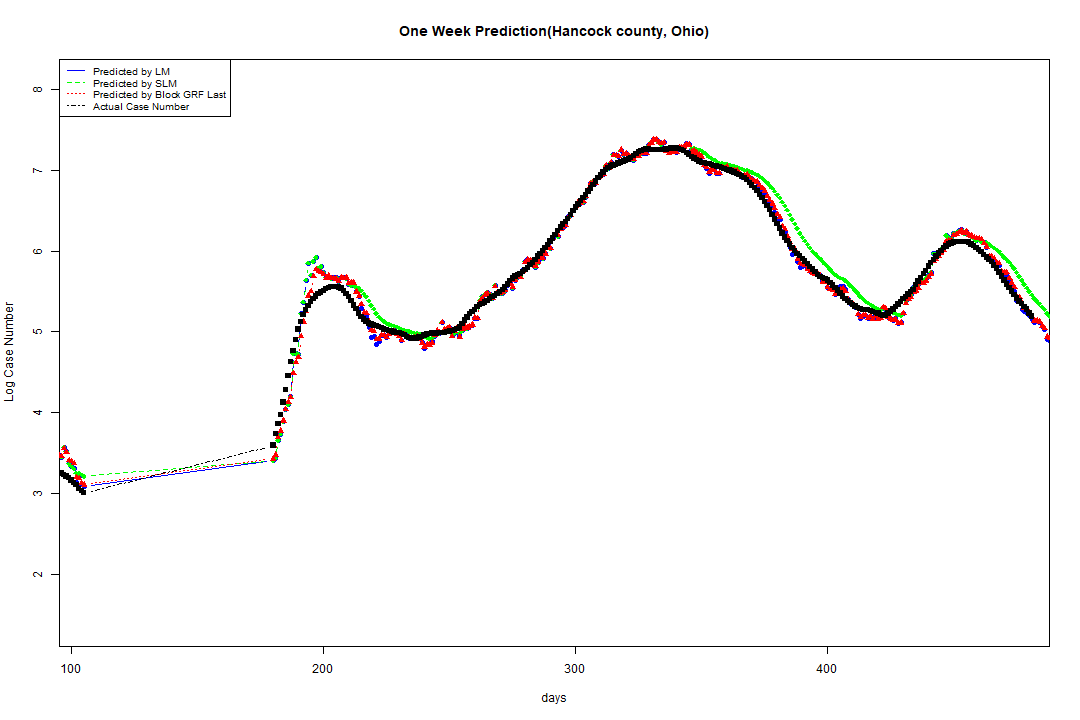 One Week Prediction(Hancock county, Ohio)
Predicted by LM
Predicted by SLM
Predicted by Block GRF Last
Actual Case Number
8
7
6
5
4
3
2
Log Case Number
100 200 300 400
days